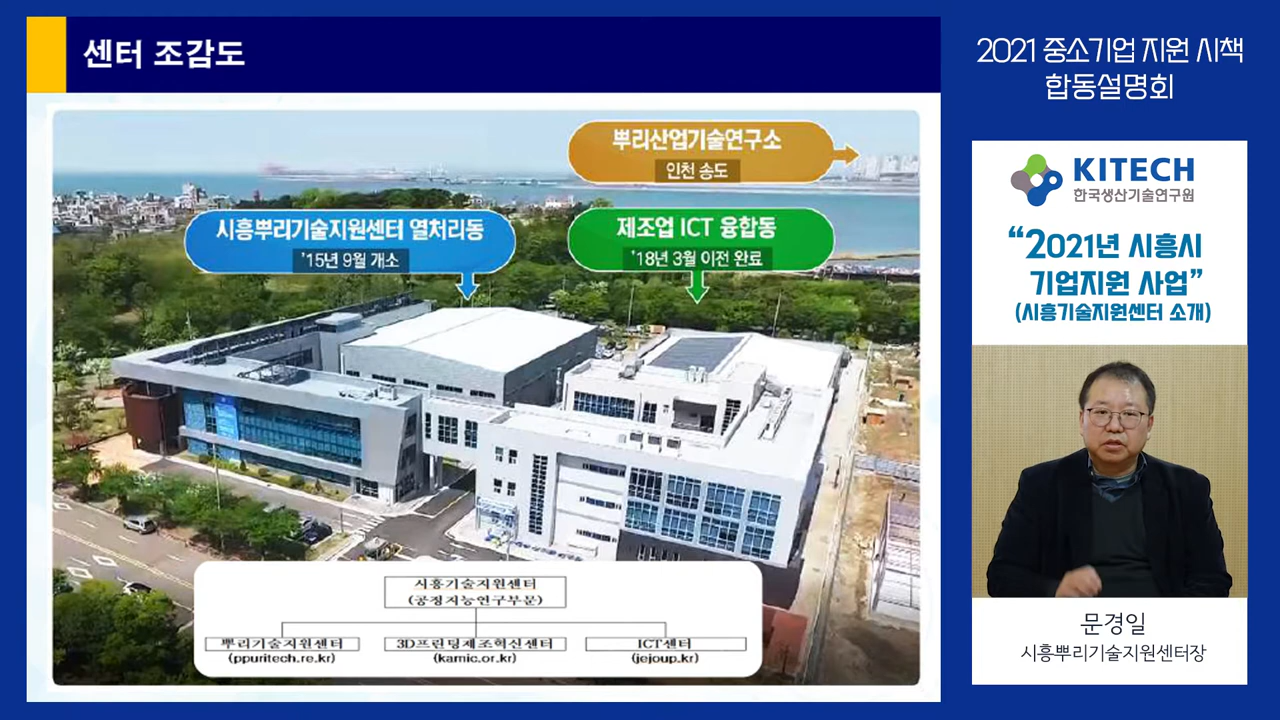 센터 조감도
뿌리산업기술연구소
인천 송도
시흥뿌리기술지원센터 열처리동
'15년 9월 개소
제조업 ICT 융합동
'18년 3월 이전 완료
시흥기술지원센터
(공정지능연구부문)
뿌리기술지원센터
(ppuritech.re.kr)
3D프린팅제조혁신센터
(kamic.or.kr)
ICT센터
(jejoup.kr)
2021 중소기업 지원 시책
합동설명회
KITECH
한국생산기술연구원
“2021년 시흥시
기업지원 사업”
(시흥기술지원센터 소개)
문경일
시흥뿌리기술지원센터장